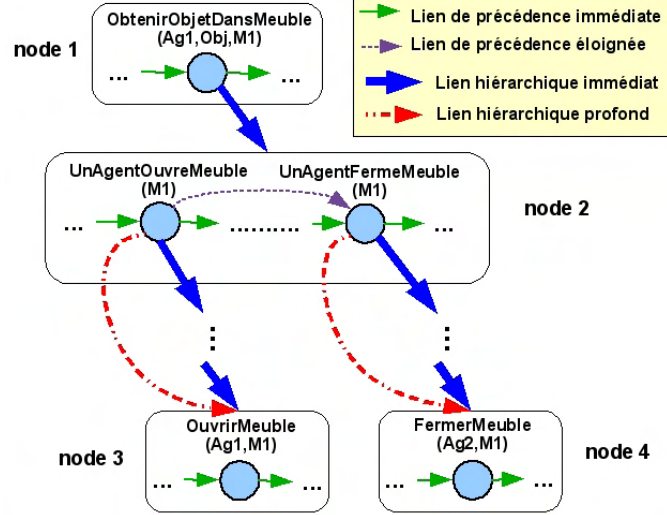 ObtenirObjetDansMeuble
(Ag1,Obj,M1)
node 1
...
...
Lien de précédence immédiate
Lien de précédence éloignée
Lien hiérarchique immédiat
Lien hiérarchique profond
UnAgentOuvreMeuble
(M1)
UnAgentFermeMeuble
(M1)
node 2
...
..........
...
...
...
OuvrirMeuble
(Ag1,M1)
node 3
...
...
FermerMeuble
(Ag2,M1)
node 4
...
...